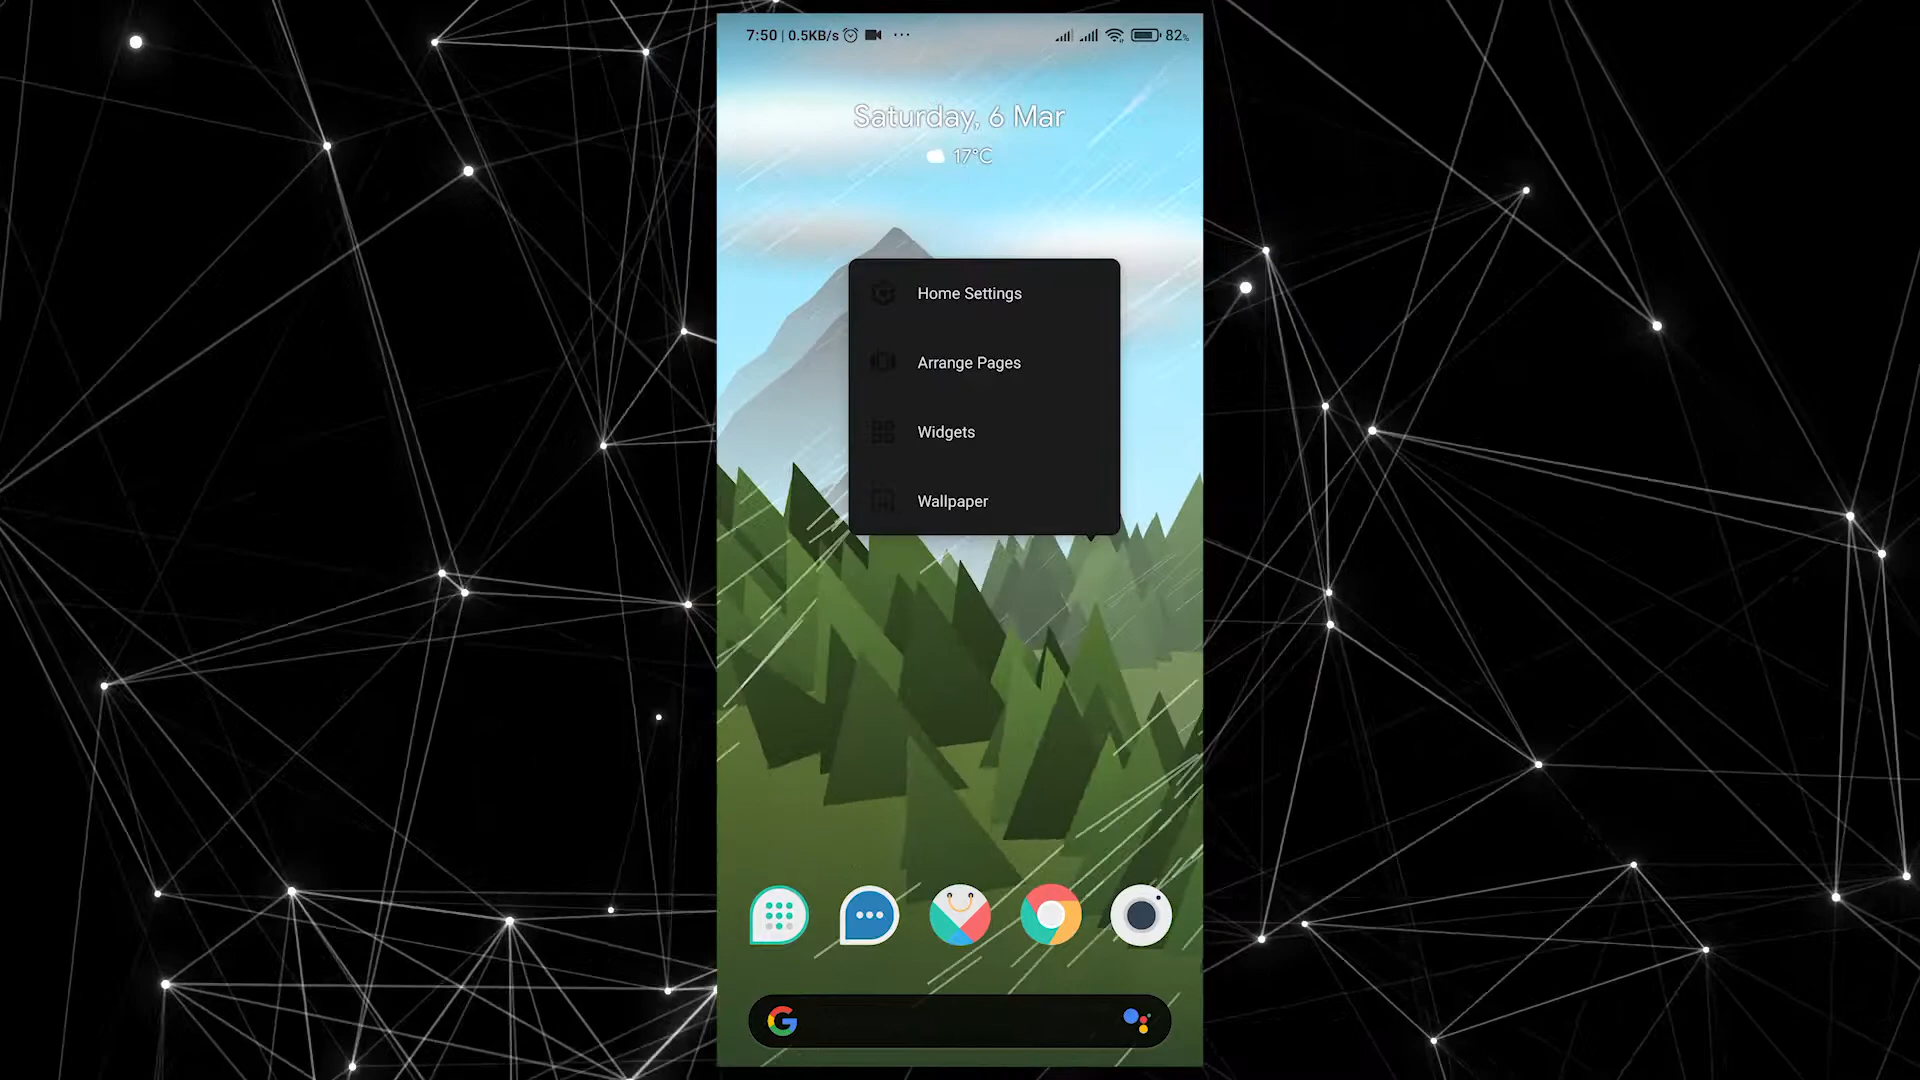 7:50 | 0.5KB/s ... 82%
Saturday, 6 Mar
17°C
Home Settings
Arrange Pages
Widgets
Wallpaper